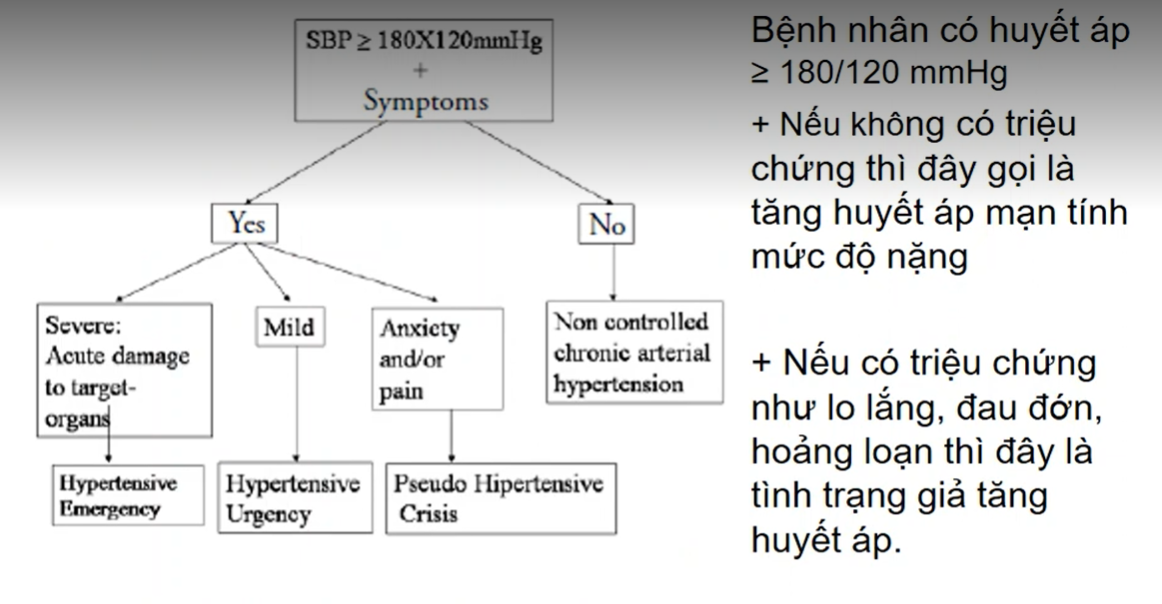 SBP ≥ 180X120mmHg
+
Symptoms
Yes
No
Severe:
Acute damage
to target-
organs
Mild
Anxiety
and/or
pain
Non controlled
chronic arterial
hypertension
Hypertensive
Emergency
Hypertensive
Urgency
Pseudo Hipertensive
Crisis
Bệnh nhân có huyết áp
≥ 180/120 mmHg
+ Nếu không có triệu
chứng thì đây gọi là
tăng huyết áp mạn tính
mức độ nặng
+ Nếu có triệu chứng
như lo lắng, đau đớn,
hoảng loạn thì đây là
tình trạng giả tăng
huyết áp.